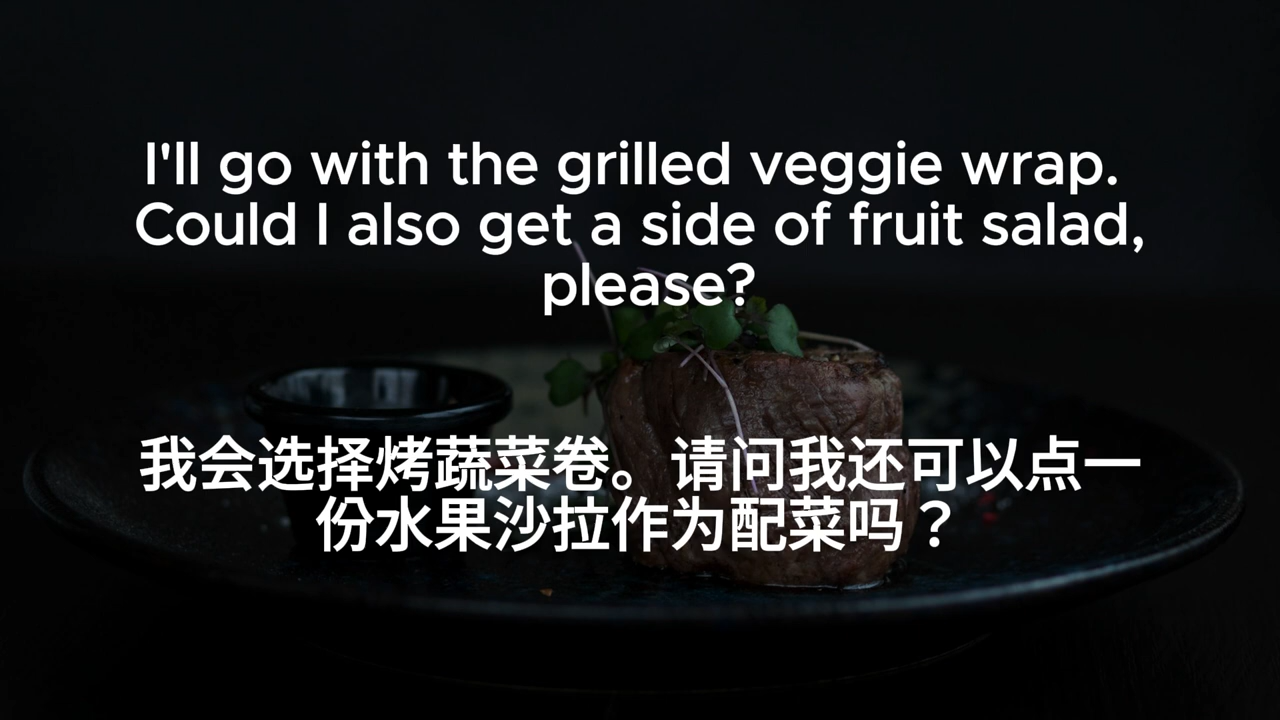 I'll go with the grilled veggie wrap.
Could I also get a side of fruit salad,
please?
我会选择烤蔬菜卷。请问我还可以点一
份水果沙拉作为配菜吗？